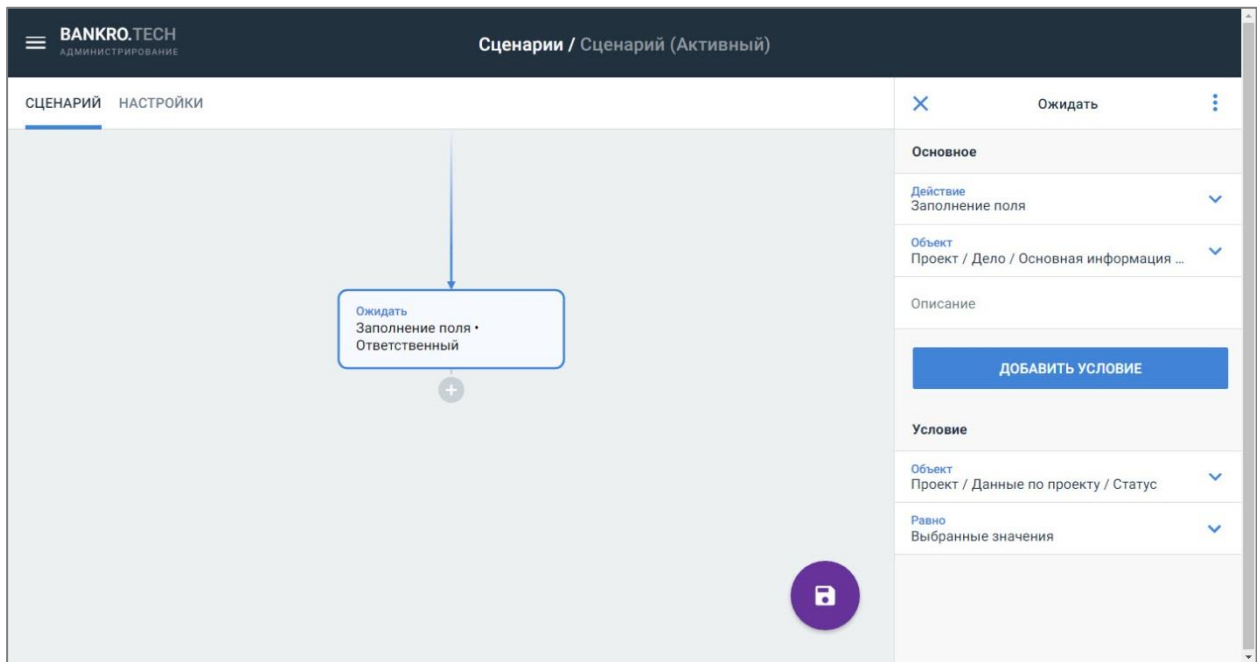 BANKRO.TECH
АДМИНИСТРИРОВАНИЕ
Сценарии / Сценарий (Активный)
СЦЕНАРИЙ НАСТРОЙКИ
Ожидать
Основное
Действие
Заполнение поля
Объект
Проект / Дело / Основная информация ...
Описание
ДОБАВИТЬ УСЛОВИЕ
Условие
Объект
Проект / Данные по проекту / Статус
Равно
Выбранные значения
Ожидать
Заполнение поля •
Ответственный